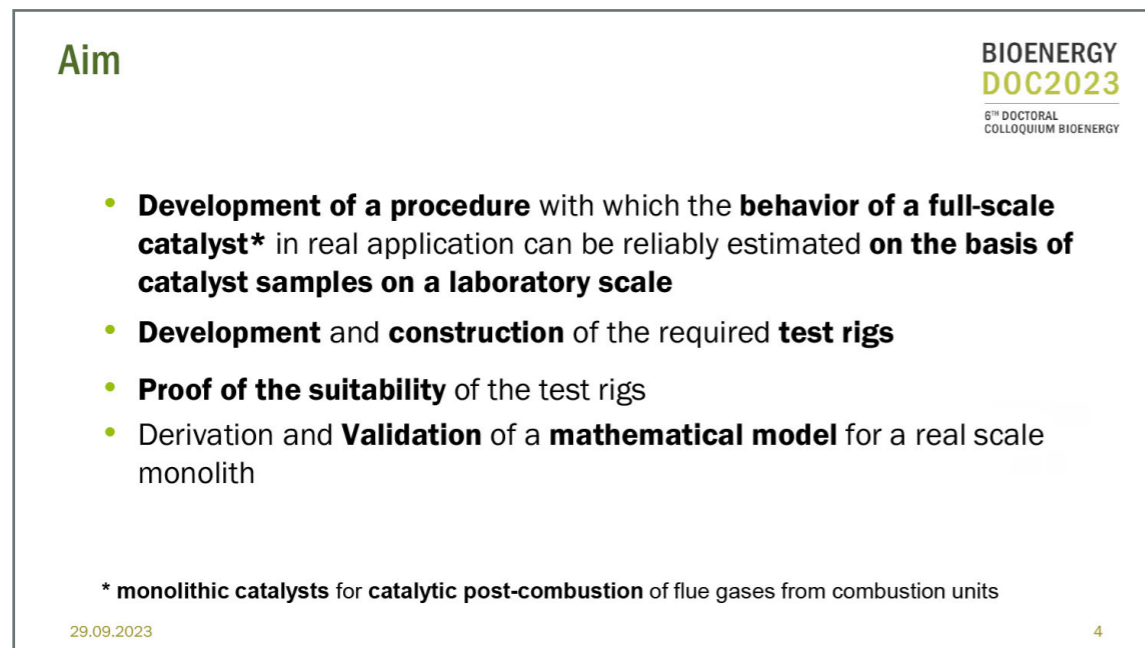 Aim
BIOENERGY
DOC2023
6TH DOCTORAL
COLLOQUIUM BIOENERGY
• Development of a procedure with which the behavior of a full-scale
catalyst* in real application can be reliably estimated on the basis of
catalyst samples on a laboratory scale
• Development and construction of the required test rigs
• Proof of the suitability of the test rigs
• Derivation and Validation of a mathematical model for a real scale
monolith
* monolithic catalysts for catalytic post-combustion of flue gases from combustion units
29.09.2023
4